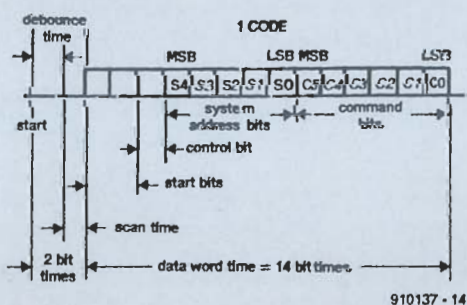 debounce
time
1 CODE
MSB
LSB MSB
LSB
S4 S3 S2 S1 S0 C5 C4 C3 C2 C1 C0
start
system
address bits
command
bits
control bit
start bits
scan time
2 bit
times
data word time = 14 bit times
910137 - 14